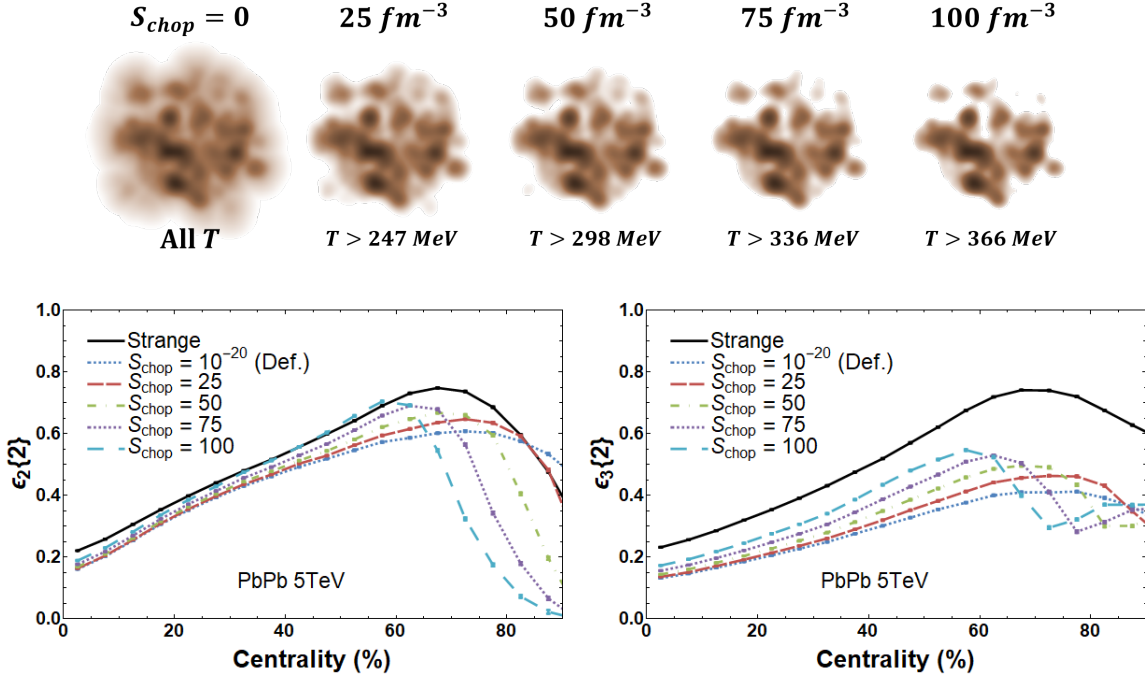 S_chop = 0 25 fm⁻³ 50 fm⁻³ 75 fm⁻³ 100 fm⁻³
All T T > 247 MeV T > 298 MeV T > 336 MeV T > 366 MeV
1.0
0.8
0.6
0.4
0.2
0.0
ϵ₂{2}
Strange
S_chop = 10⁻²⁰ (Def.)
S_chop = 25
S_chop = 50
S_chop = 75
S_chop = 100
PbPb 5TeV
0 20 40 60 80
Centrality (%)
1.0
0.8
0.6
0.4
0.2
0.0
ϵ₃{2}
Strange
S_chop = 10⁻²⁰ (Def.)
S_chop = 25
S_chop = 50
S_chop = 75
S_chop = 100
PbPb 5TeV
0 20 40 60 80
Centrality (%)